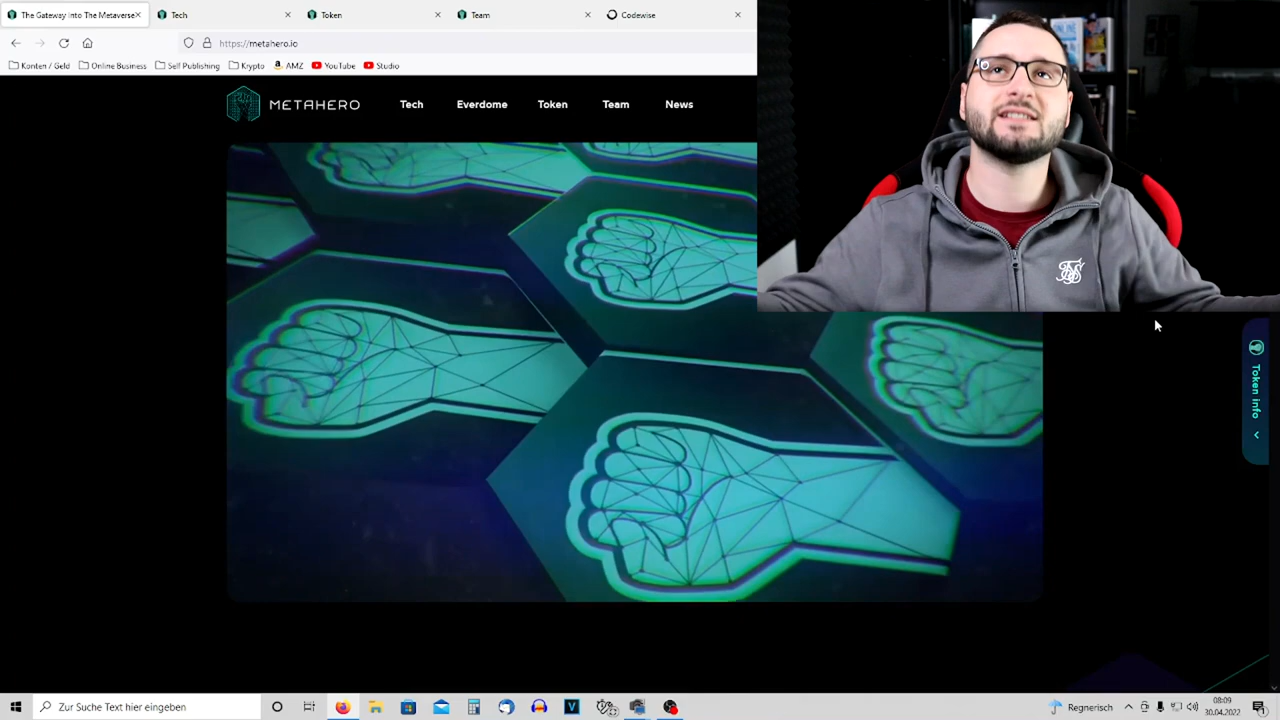 The Gateway Into The Metaverse
Tech
Token
Team
Codewise
https://metahero.io
Konten / Geld
Online Business
Self Publishing
Krypto
AMZ
YouTube
Studio
METAHERO
Tech
Everdome
Token
Team
News
Token info
Zur Suche Text hier eingeben
Regnerisch
08:09
30.04.2022